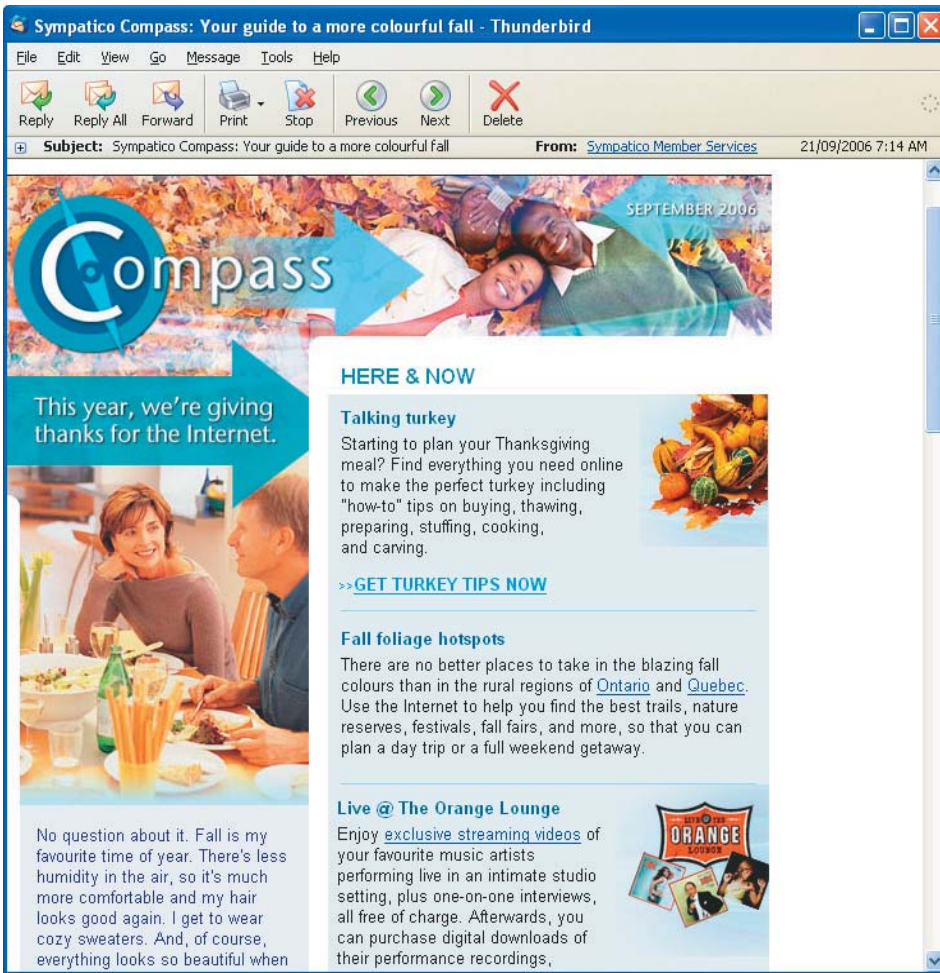 Sympatico Compass: Your guide to a more colourful fall - Thunderbird
File Edit View Go Message Tools Help
Reply Reply All Forward Print Stop Previous Next Delete
Subject: Sympatico Compass: Your guide to a more colourful fall From: Sympatico Member Services 21/09/2006 7:14 AM
SEPTEMBER 2006
Compass
This year, we're giving
thanks for the Internet.
No question about it. Fall is my
favourite time of year. There's less
humidity in the air, so it's much
more comfortable and my hair
looks good again. I get to wear
cozy sweaters. And, of course,
everything looks so beautiful when
HERE & NOW
Talking turkey
Starting to plan your Thanksgiving
meal? Find everything you need online
to make the perfect turkey including
"how-to" tips on buying, thawing,
preparing, stuffing, cooking,
and carving.
>>GET TURKEY TIPS NOW
Fall foliage hotspots
There are no better places to take in the blazing fall
colours than in the rural regions of Ontario and Quebec.
Use the Internet to help you find the best trails, nature
reserves, festivals, fall fairs, and more, so that you can
plan a day trip or a full weekend getaway.
Live @ The Orange Lounge
Enjoy exclusive streaming videos of
your favourite music artists
performing live in an intimate studio
setting, plus one-on-one interviews,
all free of charge. Afterwards, you
can purchase digital downloads of
their performance recordings,
LIVE @ THE
ORANGE
LOUNGE